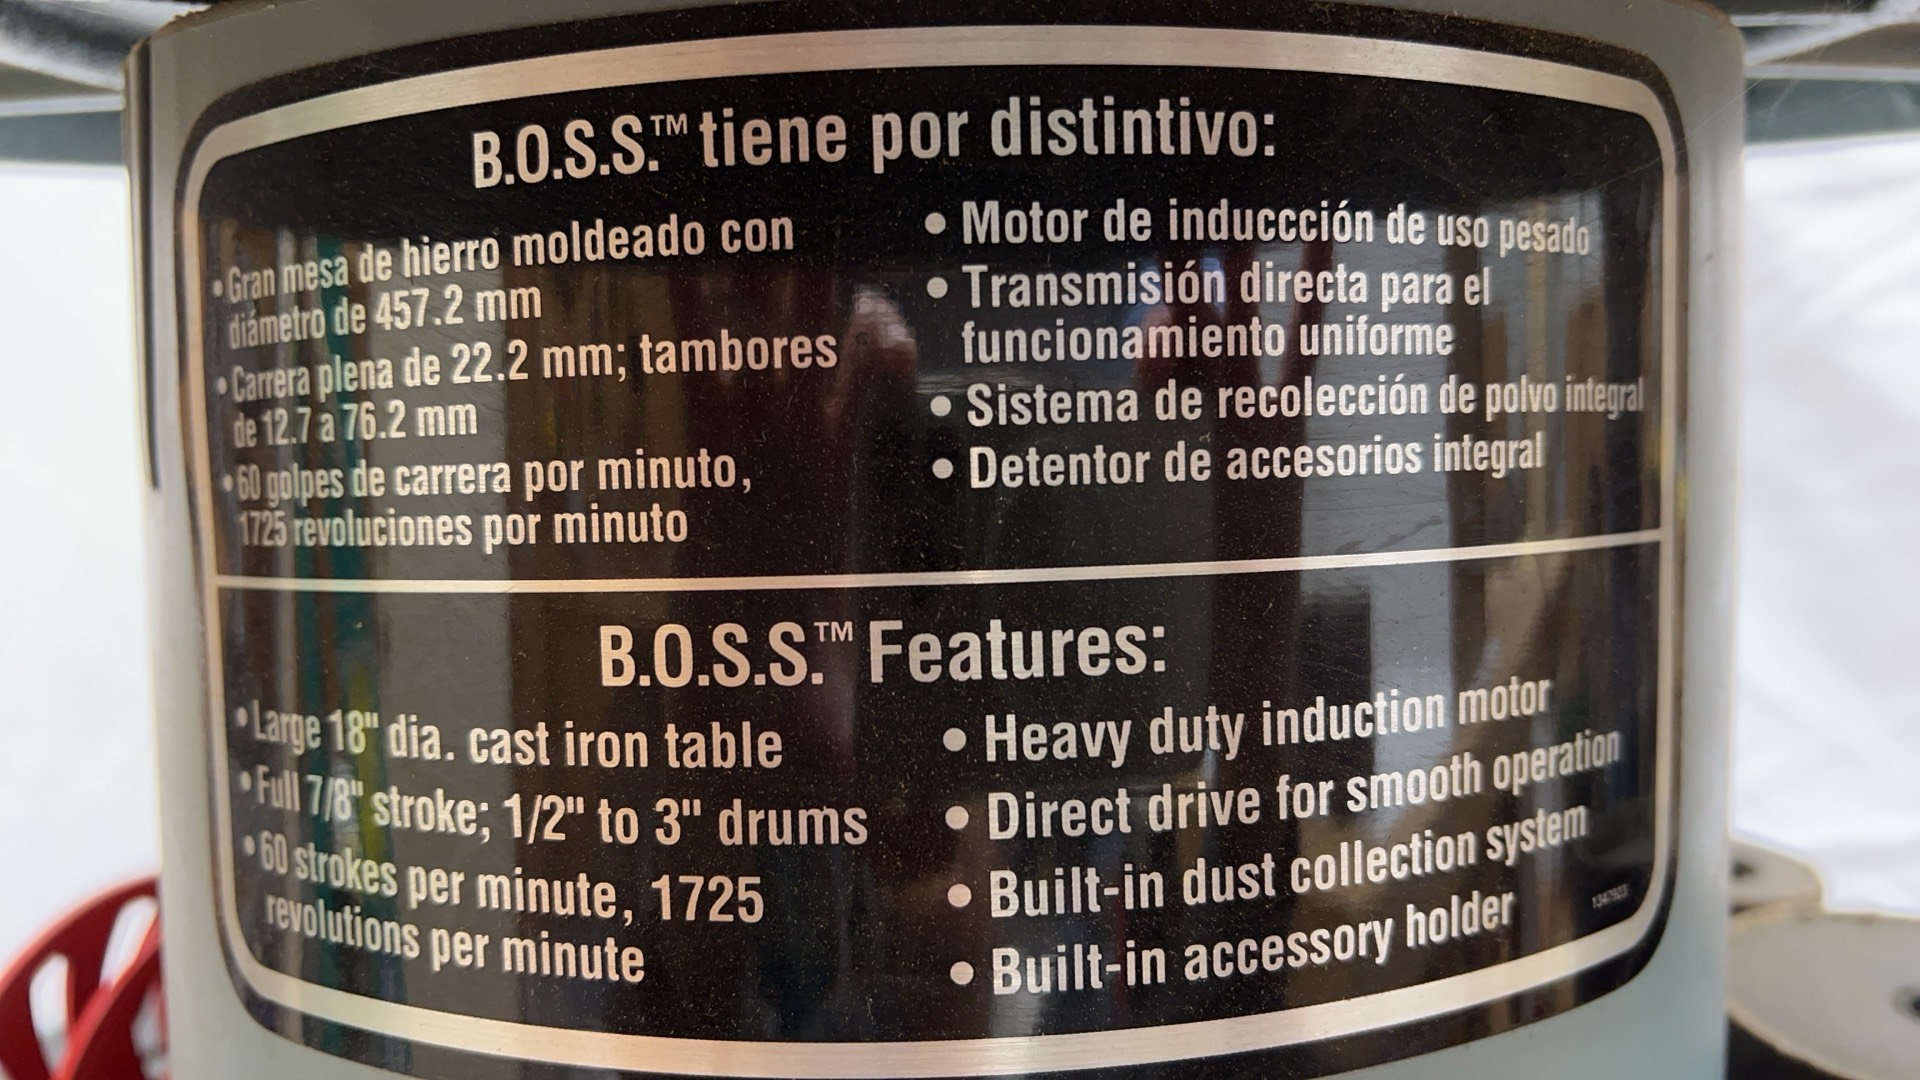 B.O.S.S.™ tiene por distintivo:
• Gran mesa de hierro moldeado con
diámetro de 457.2 mm
• Carrera plena de 22.2 mm; tambores
de 12.7 a 76.2 mm
• 60 golpes de carrera por minuto,
1725 revoluciones por minuto
• Motor de induccción de uso pesado
• Transmisión directa para el
funcionamiento uniforme
• Sistema de recolección de polvo integral
• Detentor de accesorios integral
B.O.S.S.™ Features:
• Large 18" dia. cast iron table
• Full 7/8" stroke; 1/2" to 3" drums
• 60 strokes per minute, 1725
revolutions per minute
• Heavy duty induction motor
• Direct drive for smooth operation
• Built-in dust collection system
• Built-in accessory holder